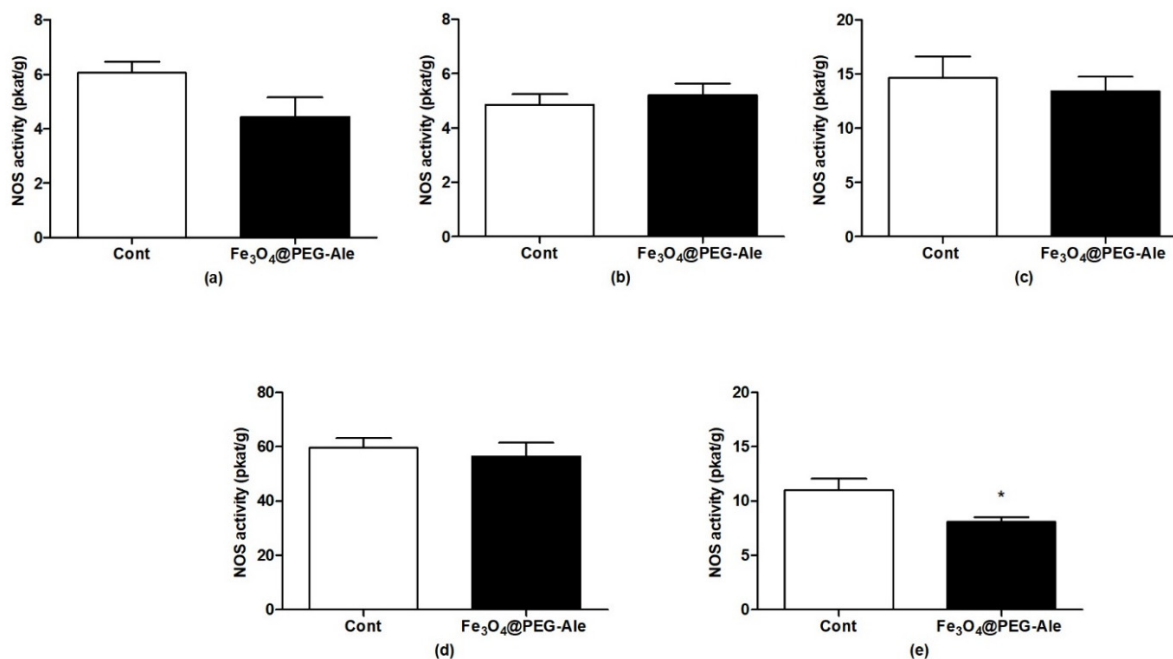 NOS activity (pkat/g)
8
6
4
2
0
Cont
Fe₃O₄@PEG-Ale
(a)
NOS activity (pkat/g)
8
6
4
2
0
Cont
Fe₃O₄@PEG-Ale
(b)
NOS activity (pkat/g)
20
15
10
5
0
Cont
Fe₃O₄@PEG-Ale
(c)
NOS activity (pkat/g)
80
60
40
20
0
Cont
Fe₃O₄@PEG-Ale
(d)
NOS activity (pkat/g)
20
15
10
5
0
*
Cont
Fe₃O₄@PEG-Ale
(e)